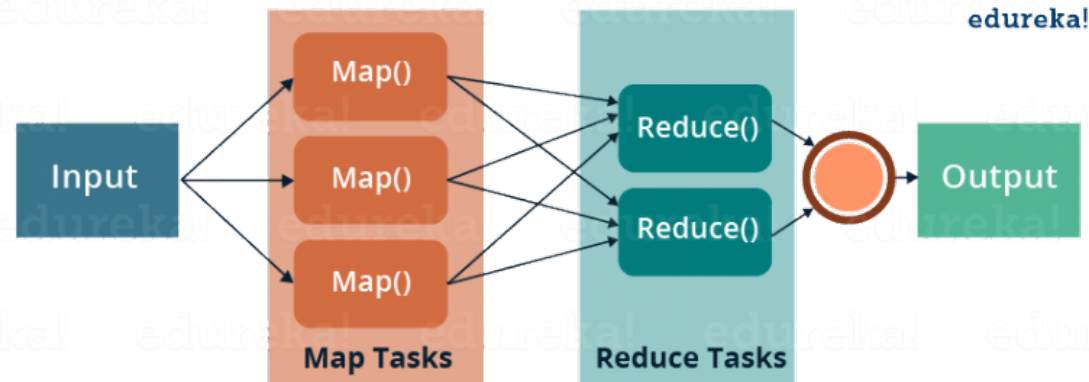 edureka!
Input
Map()
Map()
Map()
Map Tasks
Reduce()
Reduce()
Reduce Tasks
Output